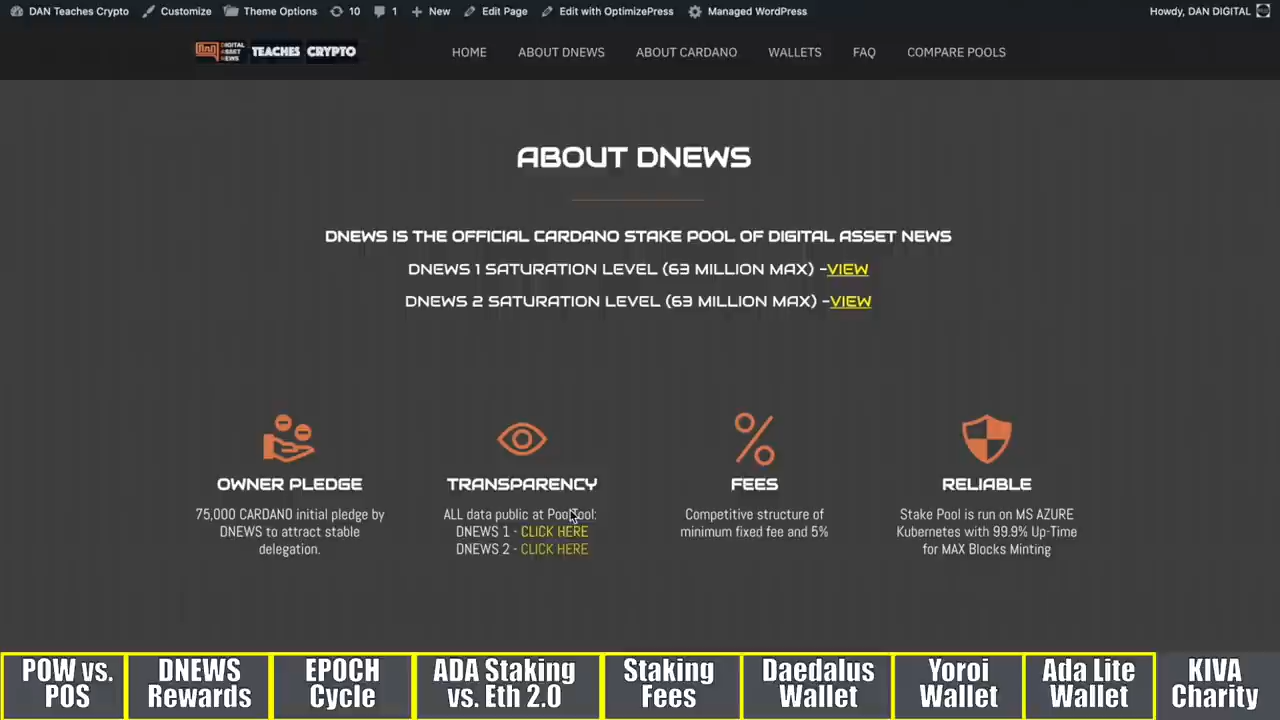 DAN Teaches Crypto Customize Theme Options 10 1 + New Edit Page Edit with OptimizePress Managed WordPress Howdy, DAN DIGITAL
DIGITAL ASSET NEWS TEACHES CRYPTO HOME ABOUT DNEWS ABOUT CARDANO WALLETS FAQ COMPARE POOLS
ABOUT DNEWS
DNEWS IS THE OFFICIAL CARDANO STAKE POOL OF DIGITAL ASSET NEWS
DNEWS 1 SATURATION LEVEL (63 MILLION MAX) -VIEW
DNEWS 2 SATURATION LEVEL (63 MILLION MAX) -VIEW
OWNER PLEDGE
75,000 CARDANO initial pledge by
DNEWS to attract stable
delegation.
TRANSPARENCY
ALL data public at PoolTool:
DNEWS 1 - CLICK HERE
DNEWS 2 - CLICK HERE
FEES
Competitive structure of
minimum fixed fee and 5%
RELIABLE
Stake Pool is run on MS AZURE
Kubernetes with 99.9% Up-Time
for MAX Blocks Minting
POW vs.
POS
DNEWS
Rewards
EPOCH
Cycle
ADA Staking
vs. Eth 2.0
Staking
Fees
Daedalus
Wallet
Yoroi
Wallet
Ada Lite
Wallet
KIVA
Charity